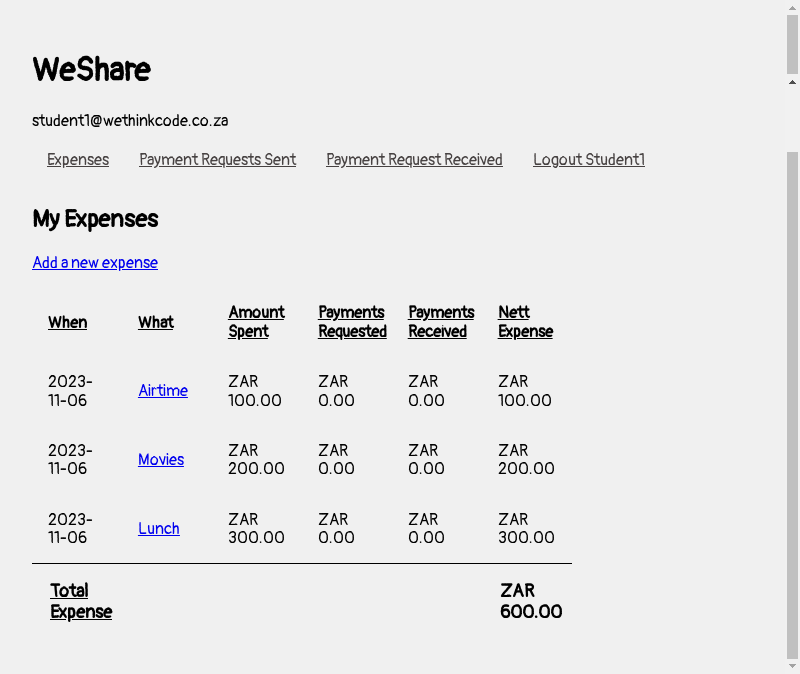 WeShare
student1@wethinkcode.co.za
Expenses Payment Requests Sent Payment Request Received Logout Student1
My Expenses
Add a new expense
When What Amount Spent Payments Requested Payments Received Nett Expense
2023-11-06 Airtime ZAR 100.00 ZAR 0.00 ZAR 0.00 ZAR 100.00
2023-11-06 Movies ZAR 200.00 ZAR 0.00 ZAR 0.00 ZAR 200.00
2023-11-06 Lunch ZAR 300.00 ZAR 0.00 ZAR 0.00 ZAR 300.00
Total Expense ZAR 600.00